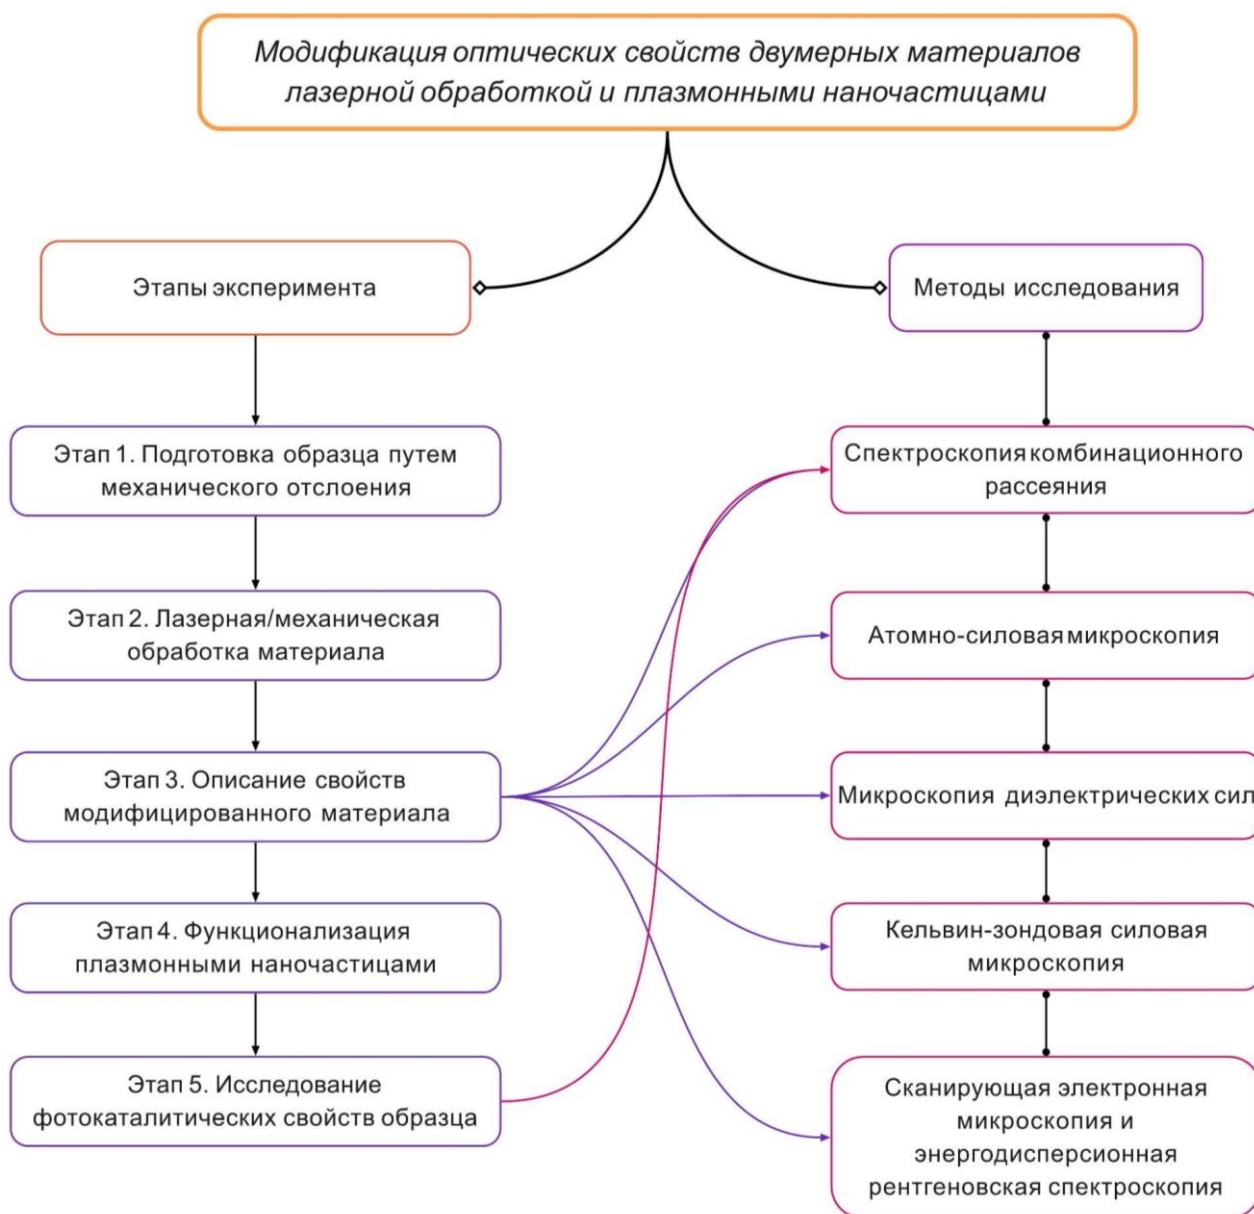 Модификация оптических свойств двумерных материалов
лазерной обработкой и плазмонными наночастицами
Этапы эксперимента
Этап 1. Подготовка образца путем
механического отслоения
Этап 2. Лазерная/механическая
обработка материала
Этап 3. Описание свойств
модифицированного материала
Этап 4. Функционализация
плазмонными наночастицами
Этап 5. Исследование
фотокаталитических свойств образца
Методы исследования
Спектроскопия комбинационного
рассеяния
Атомно-силовая микроскопия
Микроскопия диэлектрических сил
Кельвин-зондовая силовая
микроскопия
Сканирующая электронная
микроскопия и
энергодисперсионная
рентгеновская спектроскопия